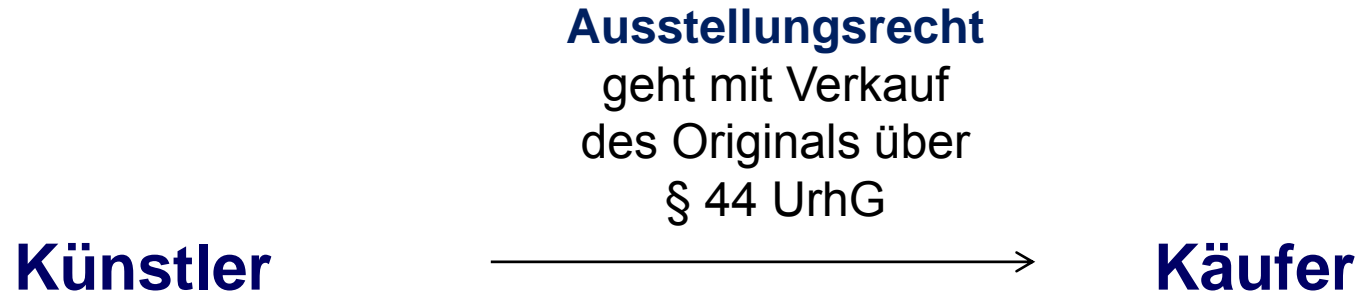 Ausstellungsrecht
geht mit Verkauf
des Originals über
§ 44 UrhG
Künstler Käufer